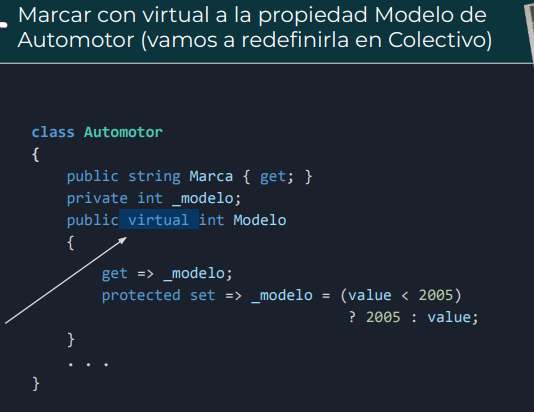 Marcar con virtual a la propiedad Modelo de
Automotor (vamos a redefinirla en Colectivo)
class Automotor
{
public string Marca { get; }
private int _modelo;
public virtual int Modelo
{
get => _modelo;
protected set => _modelo = (value < 2005)
? 2005 : value;
}
. . .
}